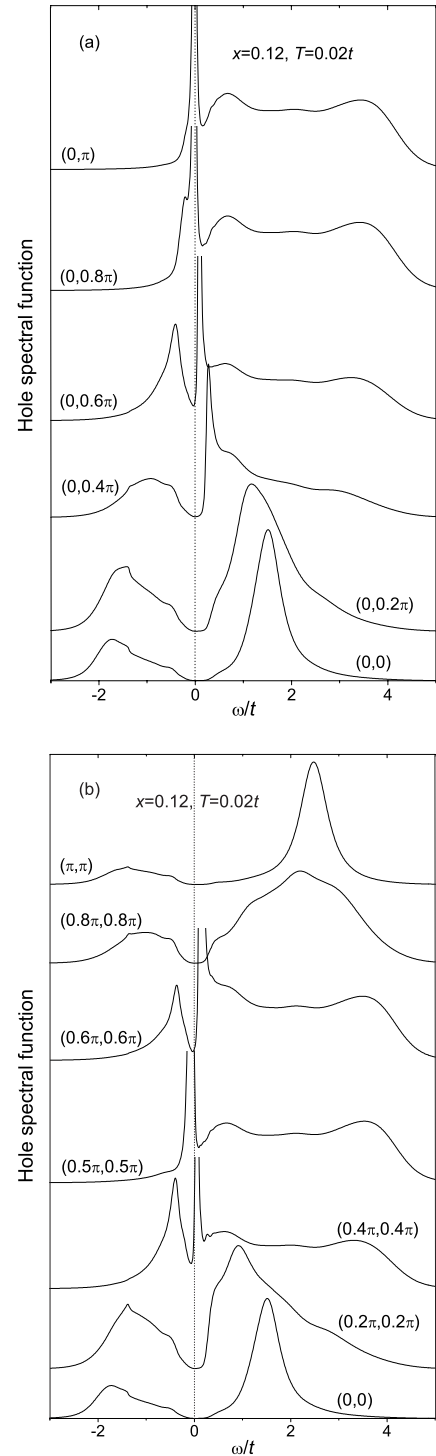 (a)
x=0.12, T=0.02t
(0,π)
(0,0.8π)
(0,0.6π)
(0,0.4π)
(0,0.2π)
(0,0)
Hole spectral function
-2 0 2 4
ω/t
(b)
x=0.12, T=0.02t
(π,π)
(0.8π,0.8π)
(0.6π,0.6π)
(0.5π,0.5π)
(0.4π,0.4π)
(0.2π,0.2π)
(0,0)
Hole spectral function
-2 0 2 4
ω/t